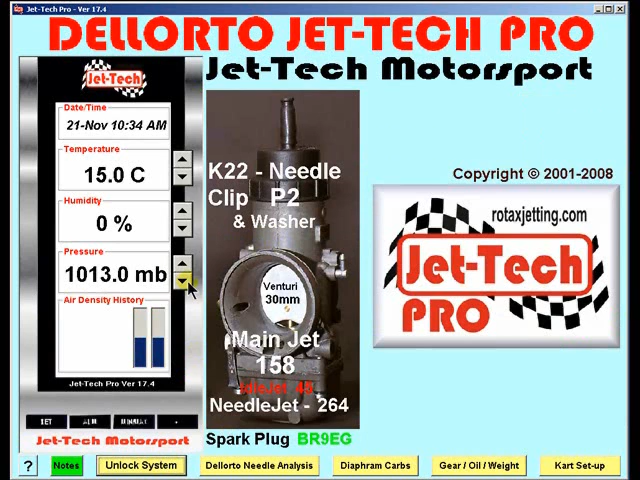 Jet-Tech Pro - Ver 17.4
DELLORTO JET-TECH PRO
Jet-Tech Motorsport
Jet-Tech
Date/Time
21-Nov 10:34 AM
Temperature
15.0 C
Humidity
0 %
Pressure
1013.0 mb
Air Density History
Jet-Tech Pro Ver 17.4
SET
Jet-Tech Motorsport
K22 - Needle
Clip P2
& Washer
Venturi
30mm
Main Jet
158
IdleJet 45
NeedleJet - 264
Spark Plug BR9EG
Copyright © 2001-2008
rotaxjetting.com
Jet-Tech
PRO
? Notes Unlock System Dellorto Needle Analysis Diaphram Carbs Gear / Oil / Weight Kart Set-up